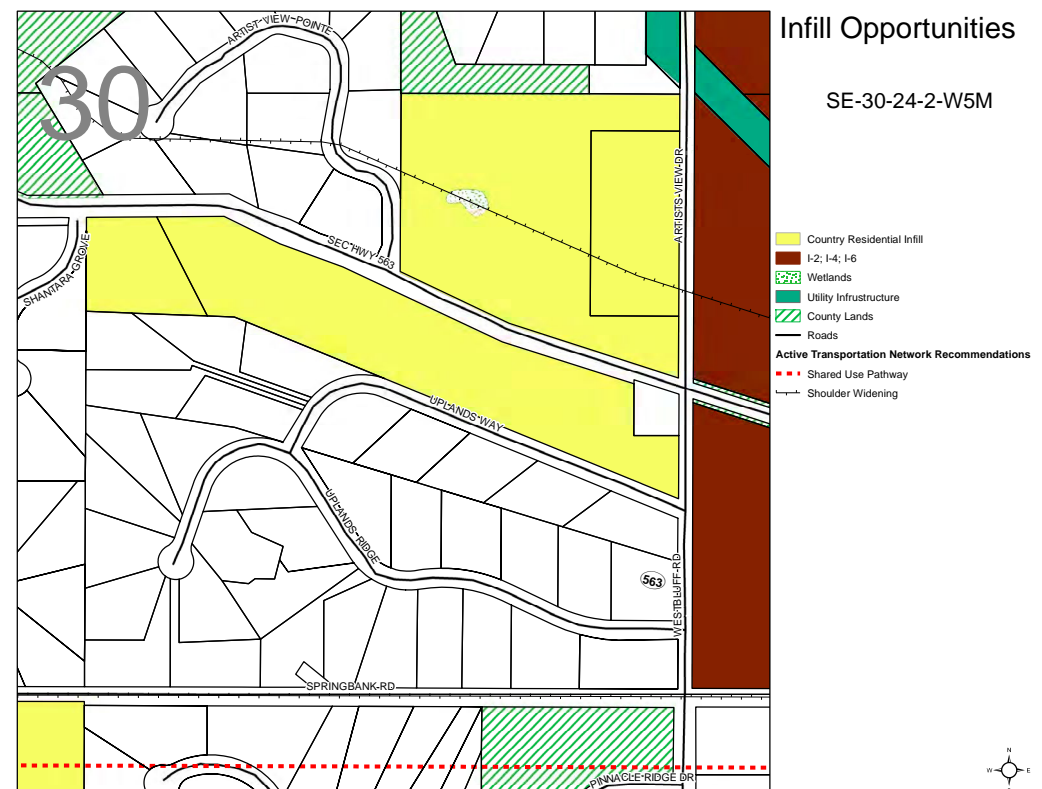 Infill Opportunities
SE-30-24-2-W5M
30
ARTIST VIEW POINTE
ARTISTS VIEW DR
SEC HWY 563
SHANTARA GROVE
UPLANDS WAY
UPLANDS RIDGE
563
WESTBLUFF RD
SPRINGBANK RD
PINNACLE RIDGE DR
Country Residential Infill
I-2; I-4; I-6
Wetlands
Utility Infrustructure
County Lands
Roads
Active Transportation Network Recommendations
Shared Use Pathway
Shoulder Widening
N
W
E